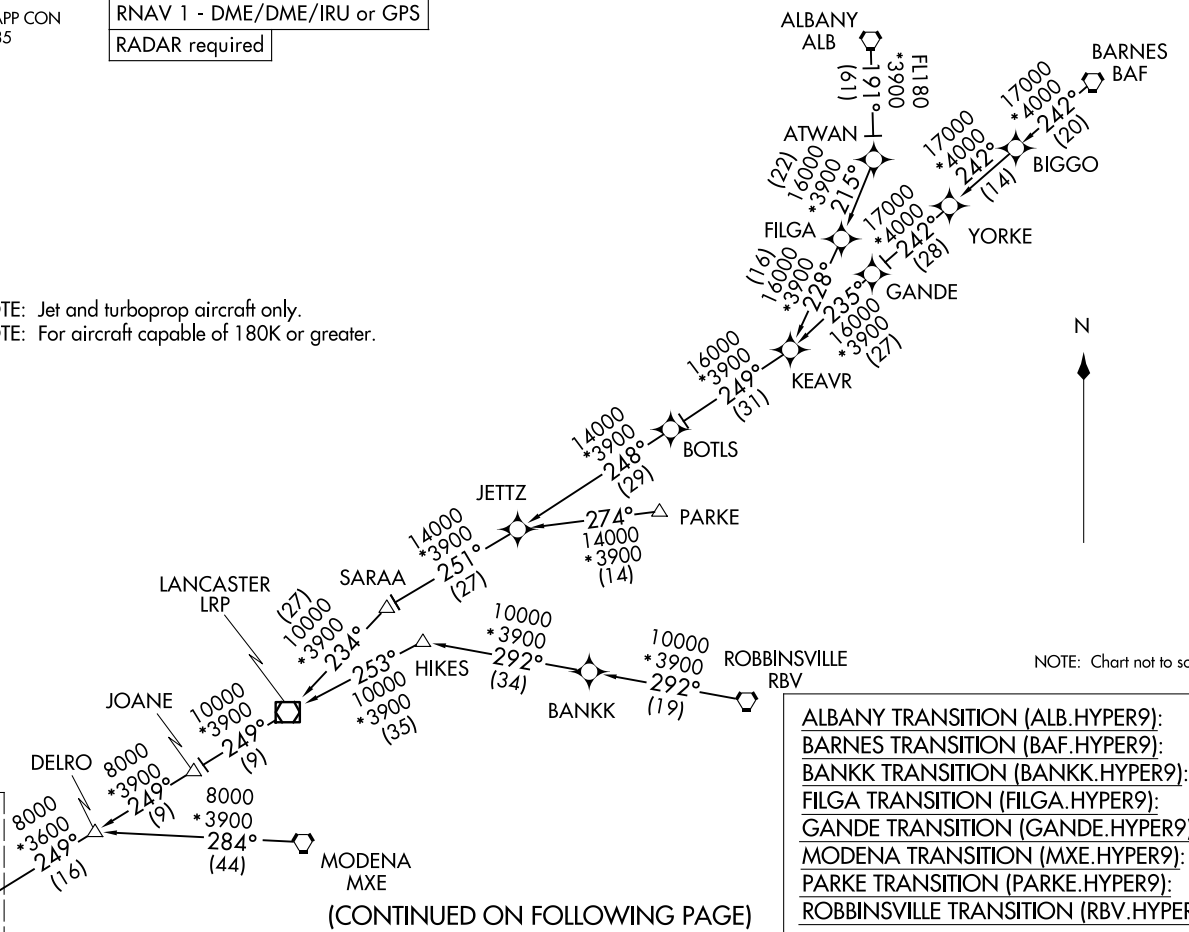 APP CON
RNAV 1 - DME/DME/IRU or GPS
RADAR required
ALBANY
ALB
FL180
*3900
191°
(61)
BARNES
BAF
17000
*4000
242°
(20)
BIGGO
17000
*4000
242°
(14)
YORKE
17000
*4000
242°
(28)
GANDE
ATWAN
(22)
16000
*3900
215°
FILGA
(16)
16000
*3900
228°
235°
16000
*3900
(27)
KEAVR
Jet and turboprop aircraft only.
For aircraft capable of 180K or greater.
N
16000
*3900
249°
(31)
BOTLS
14000
*3900
248°
(29)
JETTZ
274°
14000
*3900
(14)
PARKE
14000
*3900
251°
(27)
SARAA
LANCASTER
LRP
(27)
10000
*3900
234°
253°
10000
*3900
(35)
HIKES
10000
*3900
292°
(34)
BANKK
10000
*3900
292°
(19)
ROBBINSVILLE
RBV
NOTE: Chart not to
JOANE
10000
*3900
249°
(9)
DELRO
8000
*3900
249°
(9)
8000
*3600
249°
(16)
8000
*3900
284°
(44)
MODENA
MXE
(CONTINUED ON FOLLOWING PAGE)
ALBANY TRANSITION (ALB.HYPER9):
BARNES TRANSITION (BAF.HYPER9):
BANKK TRANSITION (BANKK.HYPER9):
FILGA TRANSITION (FILGA.HYPER9):
GANDE TRANSITION (GANDE.HYPER9
MODENA TRANSITION (MXE.HYPER9):
PARKE TRANSITION (PARKE.HYPER9):
ROBBINSVILLE TRANSITION (RBV.HYPER